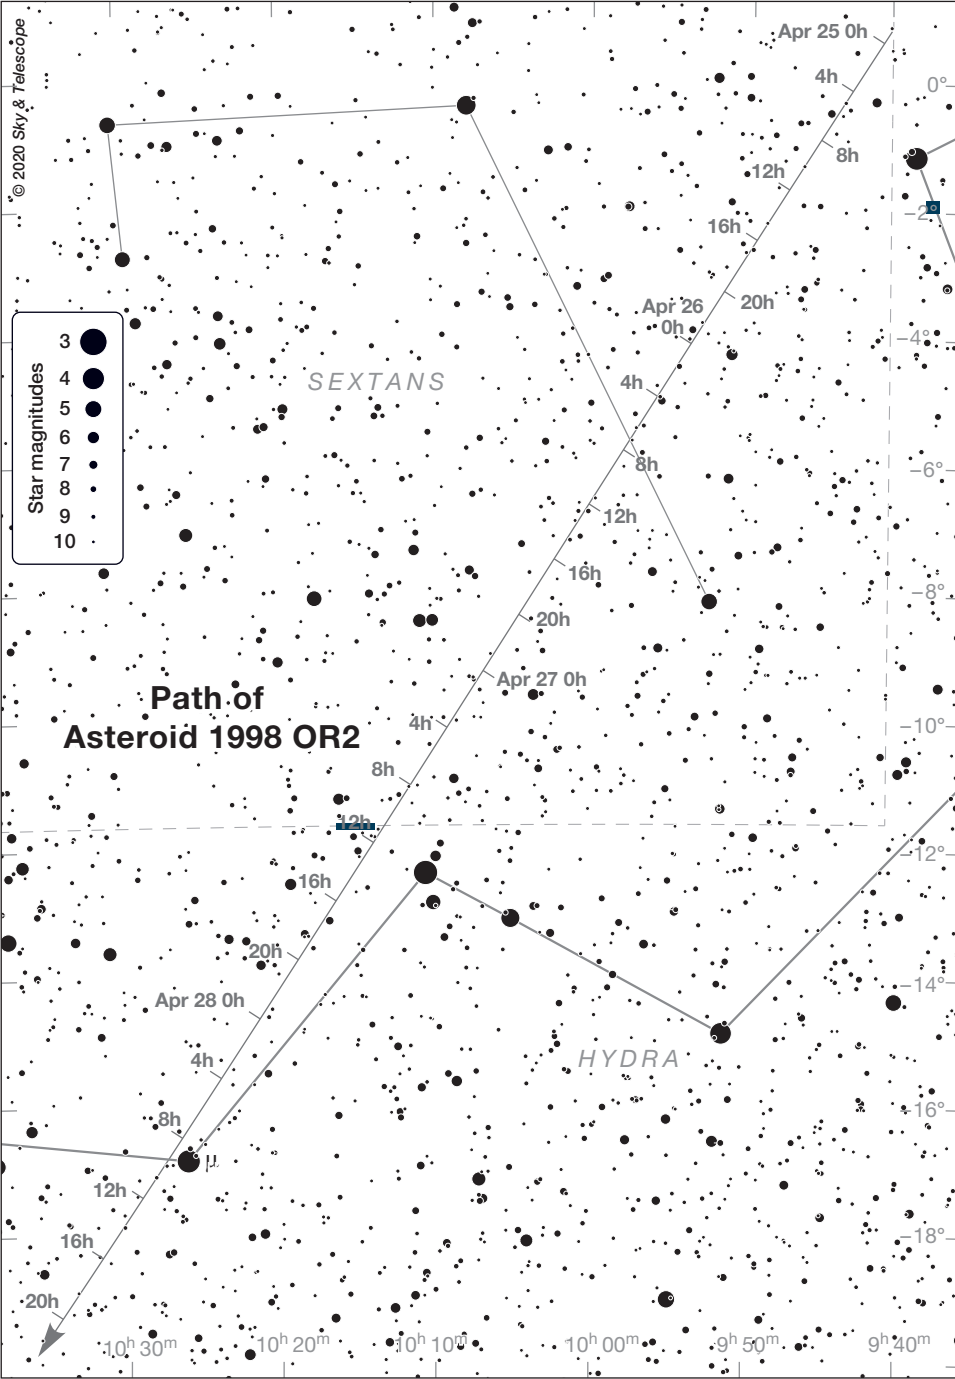 © 2020 Sky & Telescope
Apr 25 0h
4h
8h
12h
16h
20h
Apr 26
0h
4h
8h
12h
16h
20h
Apr 27 0h
4h
8h
12h
16h
20h
Apr 28 0h
4h
8h
12h
16h
20h
0°
−2°
−4°
−6°
−8°
−10°
−12°
−14°
−16°
−18°
SEXTANS
Star magnitudes
3
4
5
6
7
8
9
10
Path of
Asteroid 1998 OR2
HYDRA
μ
10h 30m
10h 20m
10h 10m
10h 00m
9h 50m
9h 40m